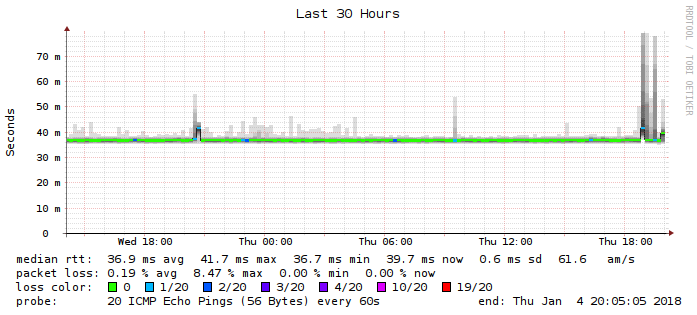 Last 30 Hours
RRDTOOL / TOBI OETIKER
Seconds
70 m
60 m
50 m
40 m
30 m
20 m
10 m
0
Wed 18:00 Thu 00:00 Thu 06:00 Thu 12:00 Thu 18:00
median rtt: 36.9 ms avg 41.7 ms max 36.7 ms min 39.7 ms now 0.6 ms sd 61.6 am/s
packet loss: 0.19 % avg 8.47 % max 0.00 % min 0.00 % now
loss color: 0 1/20 2/20 3/20 4/20 10/20 19/20
probe: 20 ICMP Echo Pings (56 Bytes) every 60s end: Thu Jan 4 20:05:05 2018